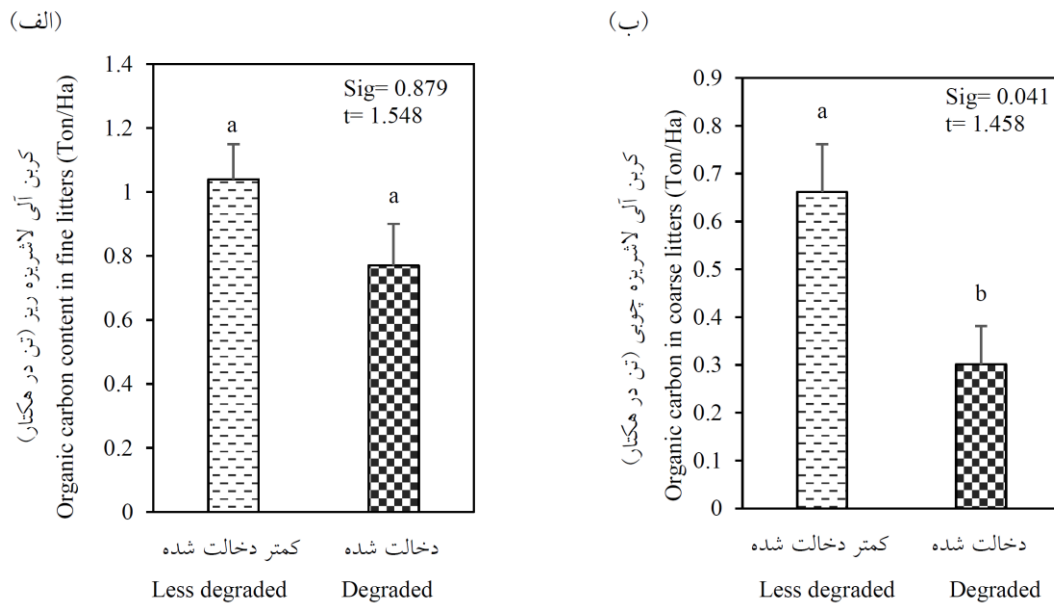 (الف)
کربن آلی لاشریزه ریز (تن در هکتار)
Organic carbon content in fine litters (Ton/Ha)
1.4
1.2
1
0.8
0.6
0.4
0.2
0
Sig= 0.879
t= 1.548
a
a
کمتر دخالت شده
دخالت شده
Less degraded
Degraded
(ب)
کربن آلی لاشریزه چوبی (تن در هکتار)
Organic carbon in coarse litters (Ton/Ha)
0.9
0.8
0.7
0.6
0.5
0.4
0.3
0.2
0.1
0
Sig= 0.041
t= 1.458
a
b
کمتر دخالت شده
دخالت شده
Less degraded
Degraded